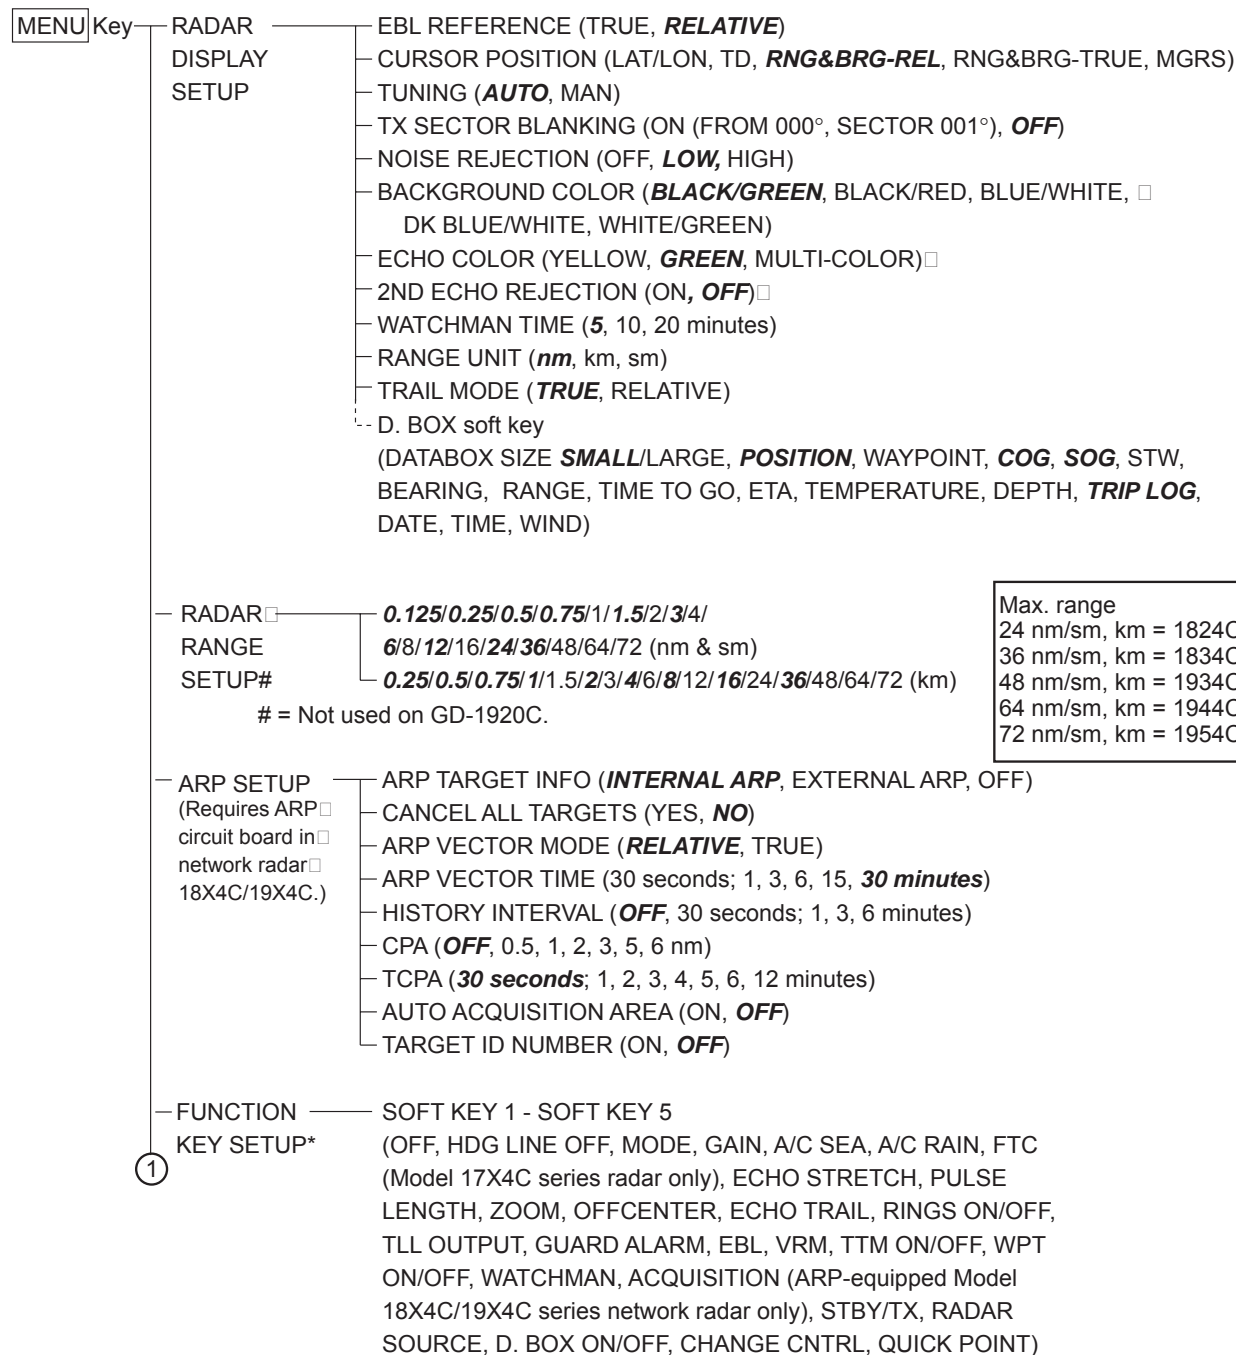 MENU Key
RADAR
DISPLAY
SETUP
EBL REFERENCE (TRUE, RELATIVE)
CURSOR POSITION (LAT/LON, TD, RNG&BRG-REL, RNG&BRG-TRUE, MGRS)
TUNING (AUTO, MAN)
TX SECTOR BLANKING (ON (FROM 000°, SECTOR 001°), OFF)
NOISE REJECTION (OFF, LOW, HIGH)
BACKGROUND COLOR (BLACK/GREEN, BLACK/RED, BLUE/WHITE,
DK BLUE/WHITE, WHITE/GREEN)
ECHO COLOR (YELLOW, GREEN, MULTI-COLOR)
2ND ECHO REJECTION (ON, OFF)
WATCHMAN TIME (5, 10, 20 minutes)
RANGE UNIT (nm, km, sm)
TRAIL MODE (TRUE, RELATIVE)
D. BOX soft key
(DATABOX SIZE SMALL/LARGE, POSITION, WAYPOINT, COG, SOG, STW,
BEARING, RANGE, TIME TO GO, ETA, TEMPERATURE, DEPTH, TRIP LOG,
DATE, TIME, WIND)
RADAR
RANGE
SETUP#
0.125/0.25/0.5/0.75/1/1.5/2/3/4/
6/8/12/16/24/36/48/64/72 (nm & sm)
0.25/0.5/0.75/1/1.5/2/3/4/6/8/12/16/24/36/48/64/72 (km)
# = Not used on GD-1920C.
Max. range
24 nm/sm, km = 1824C
36 nm/sm, km = 1834C
48 nm/sm, km = 1934C
64 nm/sm, km = 1944C
72 nm/sm, km = 1954C
ARP SETUP
(Requires ARP
circuit board in
network radar
18X4C/19X4C.)
ARP TARGET INFO (INTERNAL ARP, EXTERNAL ARP, OFF)
CANCEL ALL TARGETS (YES, NO)
ARP VECTOR MODE (RELATIVE, TRUE)
ARP VECTOR TIME (30 seconds; 1, 3, 6, 15, 30 minutes)
HISTORY INTERVAL (OFF, 30 seconds; 1, 3, 6 minutes)
CPA (OFF, 0.5, 1, 2, 3, 5, 6 nm)
TCPA (30 seconds; 1, 2, 3, 4, 5, 6, 12 minutes)
AUTO ACQUISITION AREA (ON, OFF)
TARGET ID NUMBER (ON, OFF)
FUNCTION
KEY SETUP*
SOFT KEY 1 - SOFT KEY 5
(OFF, HDG LINE OFF, MODE, GAIN, A/C SEA, A/C RAIN, FTC
(Model 17X4C series radar only), ECHO STRETCH, PULSE
LENGTH, ZOOM, OFFCENTER, ECHO TRAIL, RINGS ON/OFF,
TLL OUTPUT, GUARD ALARM, EBL, VRM, TTM ON/OFF, WPT
ON/OFF, WATCHMAN, ACQUISITION (ARP-equipped Model
18X4C/19X4C series network radar only), STBY/TX, RADAR
SOURCE, D. BOX ON/OFF, CHANGE CNTRL, QUICK POINT)
1